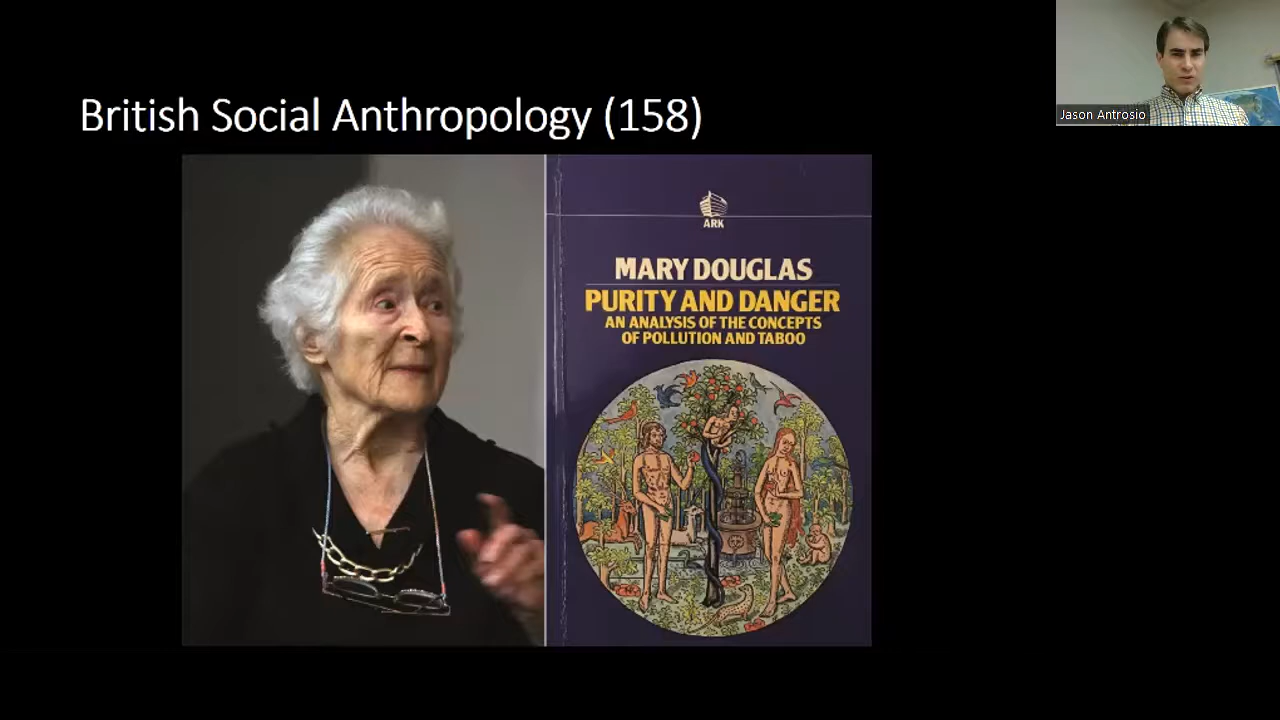 British Social Anthropology (158)
Jason Antrosio
ARK
MARY DOUGLAS
PURITY AND DANGER
AN ANALYSIS OF THE CONCEPTS
OF POLLUTION AND TABOO